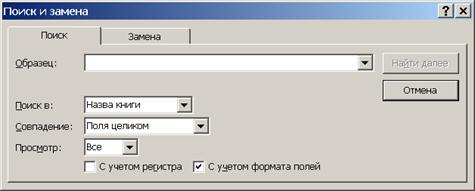 Поиск и замена
Поиск Замена
Образец: Найти далее
Отмена
Поиск в: Назва книги
Совпадение: Поля целиком
Просмотр: Все
С учетом регистра С учетом формата полей